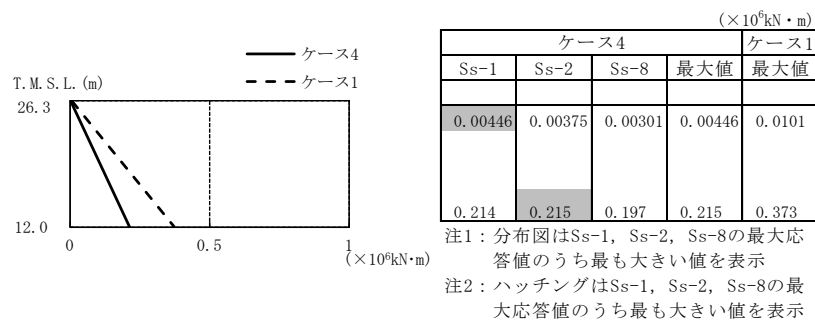 ケース4
ケース1
T.M.S.L.(m)
26.3
12.0
0
0.5
1
(×10⁶kN・m)
(×10⁶kN・m)
ケース4 ケース1
Ss-1 Ss-2 Ss-8 最大値 最大値
0.00446 0.00375 0.00301 0.00446 0.0101
0.214 0.215 0.197 0.215 0.373
注1：分布図はSs-1, Ss-2, Ss-8の最大応
答値のうち最も大きい値を表示
注2：ハッチングはSs-1, Ss-2, Ss-8の最
大応答値のうち最も大きい値を表示